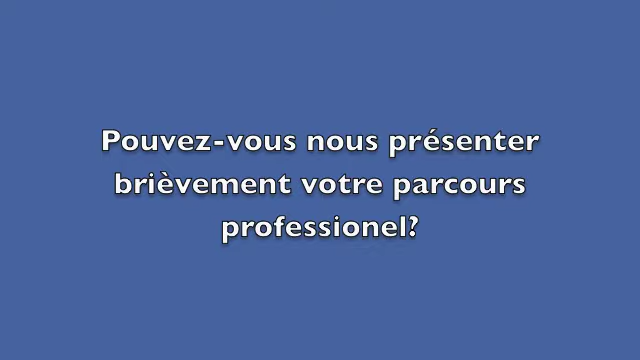 Pouvez-vous nous présenter
brièvement votre parcours
professionel?